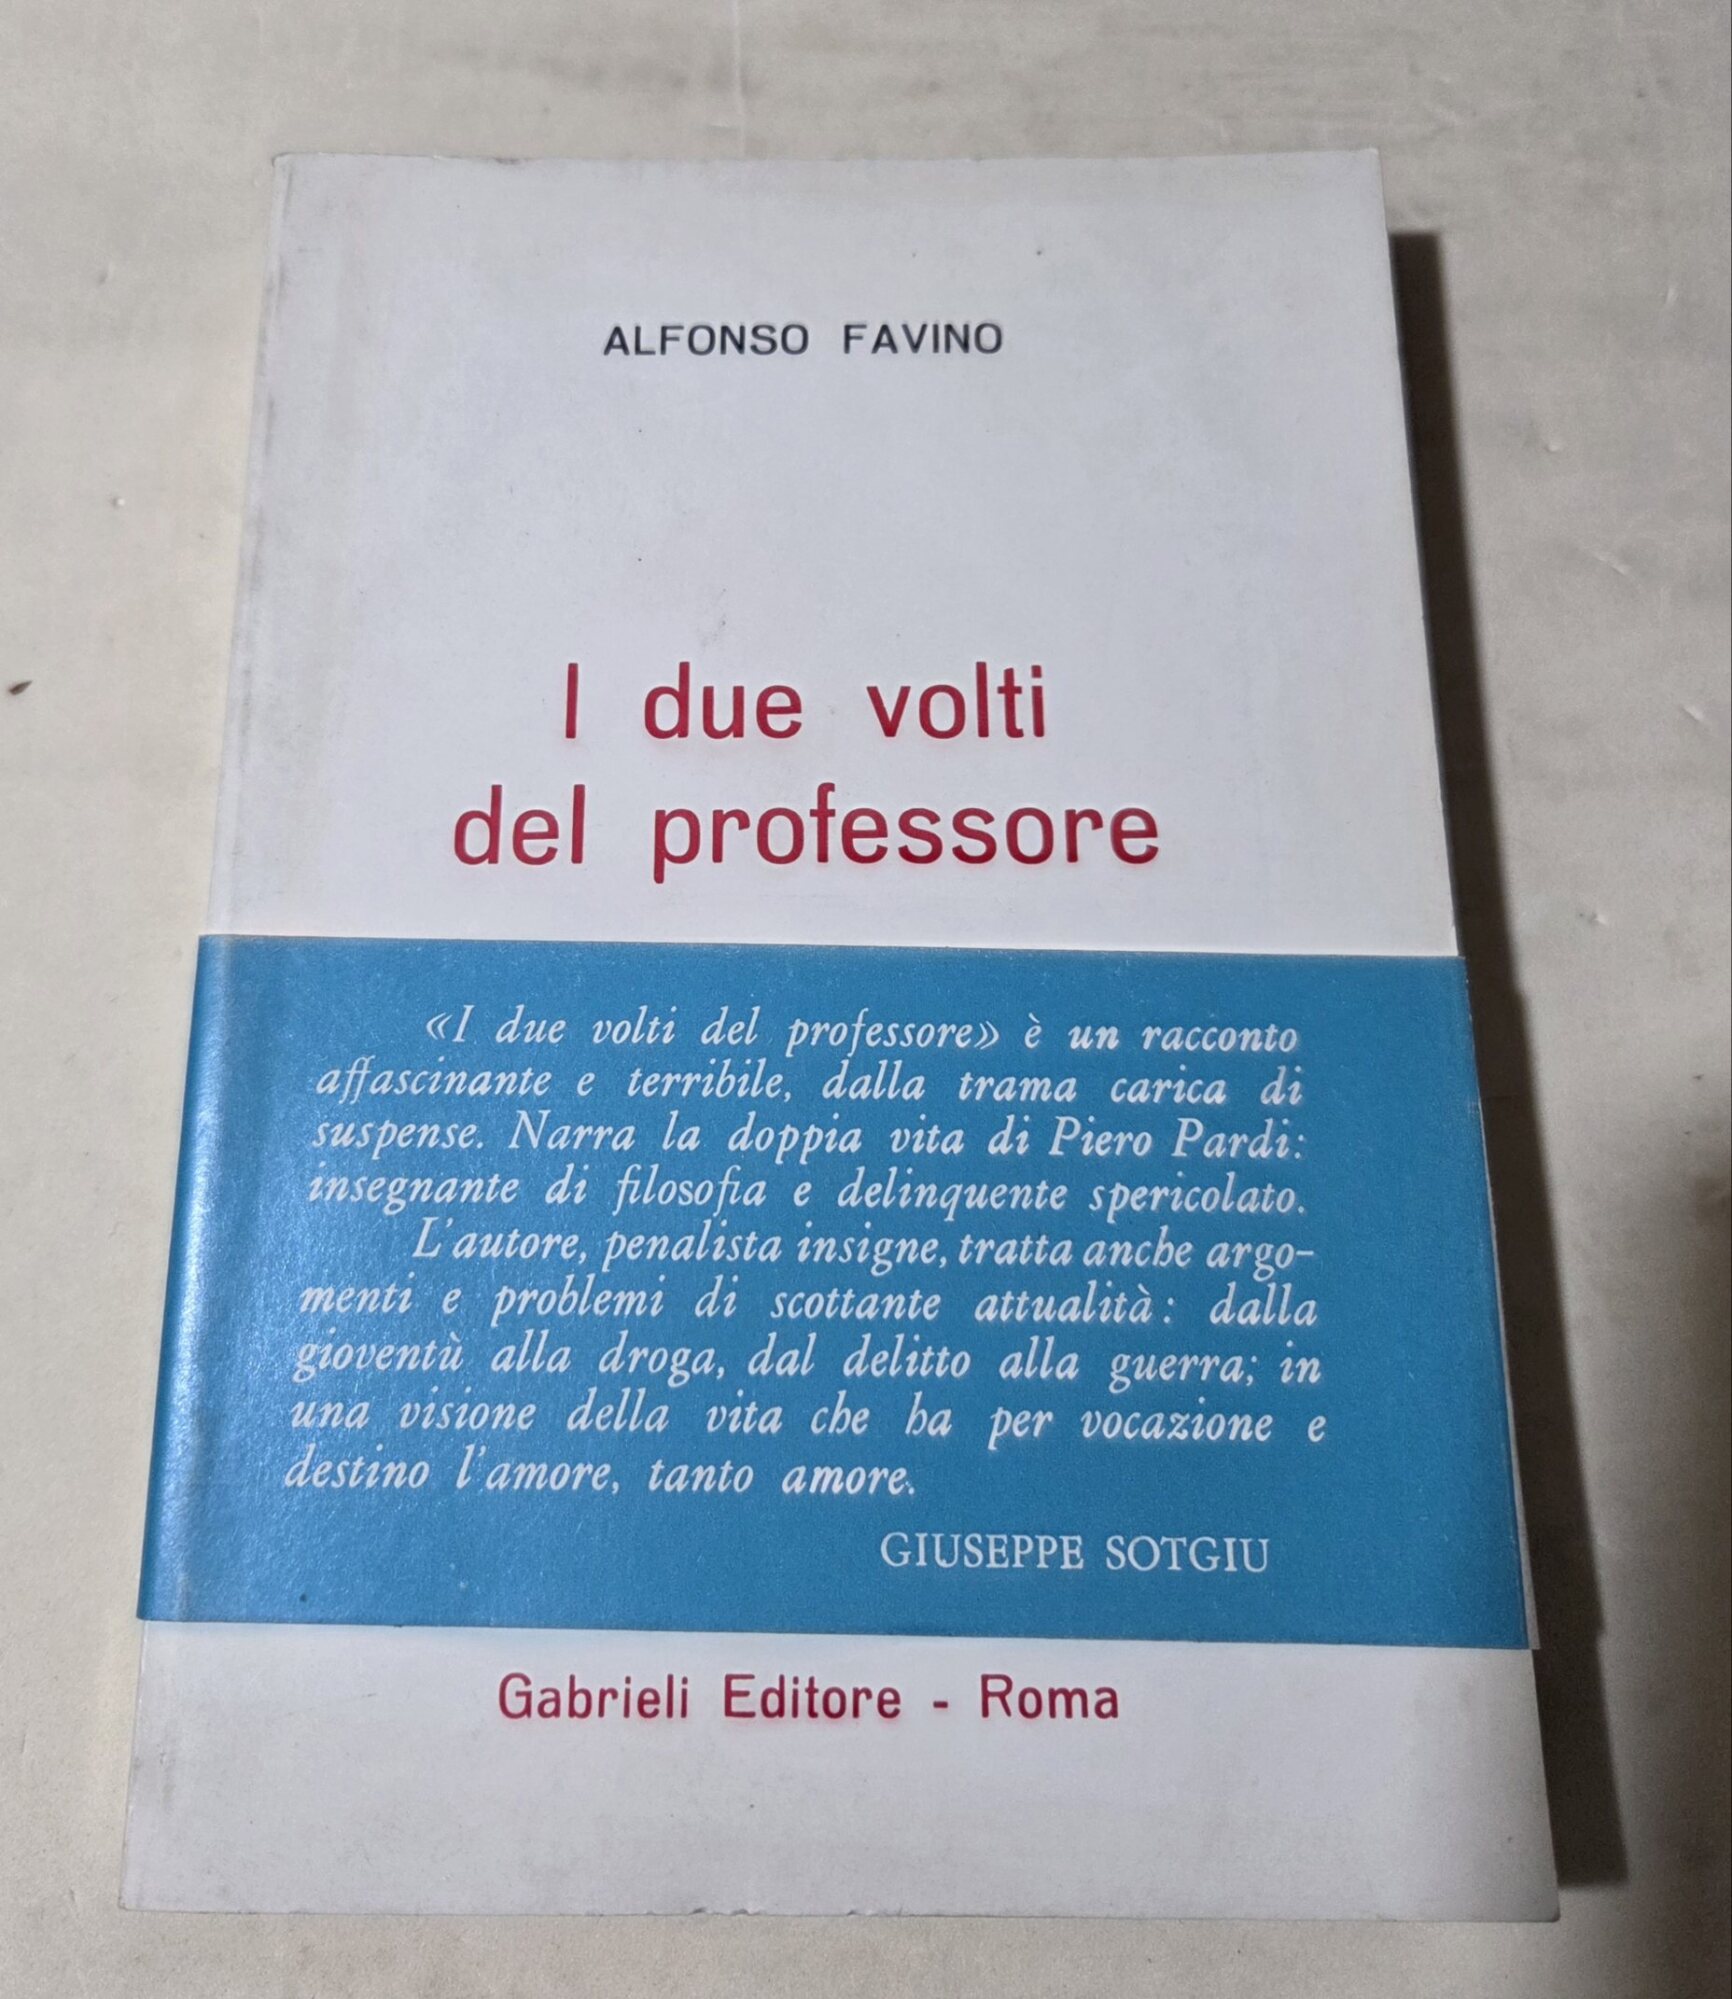 ALFONSO FAVINO
I due volti
del professore
«I due volti del professore» è un racconto
affascinante e terribile, dalla trama carica di
suspense. Narra la doppia vita di Piero Pardi:
insegnante di filosofia e delinquente spericolato.
L'autore, penalista insigne, tratta anche argo-
menti e problemi di scottante attualità: dalla
gioventù alla droga, dal delitto alla guerra; in
una visione della vita che ha per vocazione e
destino l'amore, tanto amore.
GIUSEPPE SOTGIU
Gabrieli Editore - Roma